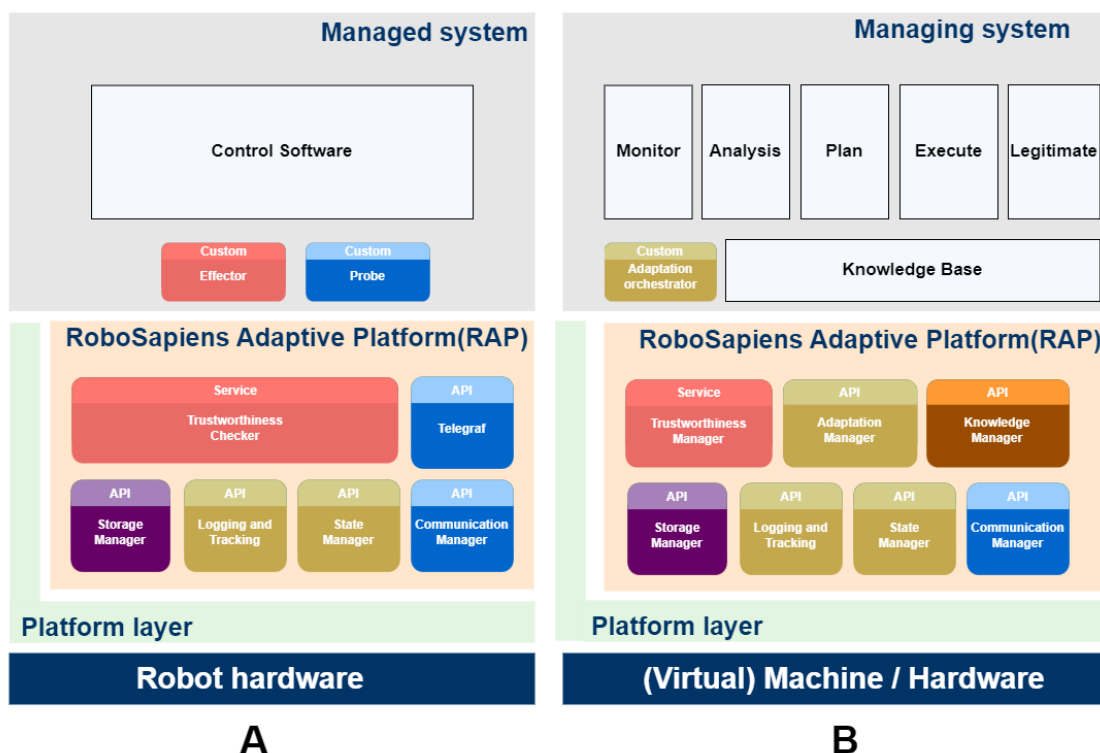 Managed system
Control Software
Custom
Effector
Custom
Probe
RoboSapiens Adaptive Platform(RAP)
Service
Trustworthiness
Checker
API
Telegraf
API
Storage
Manager
API
Logging and
Tracking
API
State
Manager
API
Communication
Manager
Platform layer
Robot hardware
A
Managing system
Monitor
Analysis
Plan
Execute
Legitimate
Custom
Adaptation
orchestrator
Knowledge Base
RoboSapiens Adaptive Platform(RAP)
Service
Trustworthiness
Manager
API
Adaptation
Manager
API
Knowledge
Manager
API
Storage
Manager
API
Logging and
Tracking
API
State
Manager
API
Communication
Manager
Platform layer
(Virtual) Machine / Hardware
B